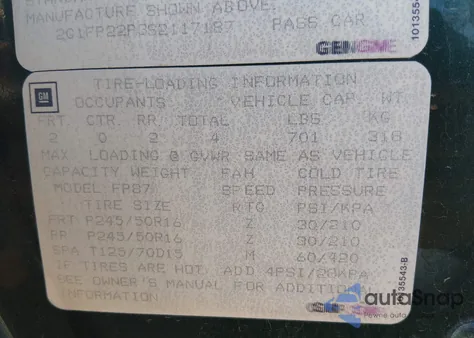 MANUFACTURE SHOWN ABOVE.
PASS CAR
GENGME
GM
TIRE-LOADING INFORMATION
OCCUPANTS VEHICLE CAP. WT.
FRT CTR. RR TOTAL LBS KG
2 0 2 4 701 318
MAX LOADING @ GVWR SAME AS VEHICLE
CAPACITY WEIGHT FAH COLD TIRE
MODEL FP87 SPEED PRESSURE
TIRE SIZE RTG PSI/KPA
FRT P245/50R16 Z 30/210
RR P245/50R16 Z 30/210
SPA T125/70D15 M 60/420
IF TIRES ARE HOT, ADD 4PSI/28KPA
SEE OWNER'S MANUAL FOR ADDITIONAL
INFORMATION
autoSnap